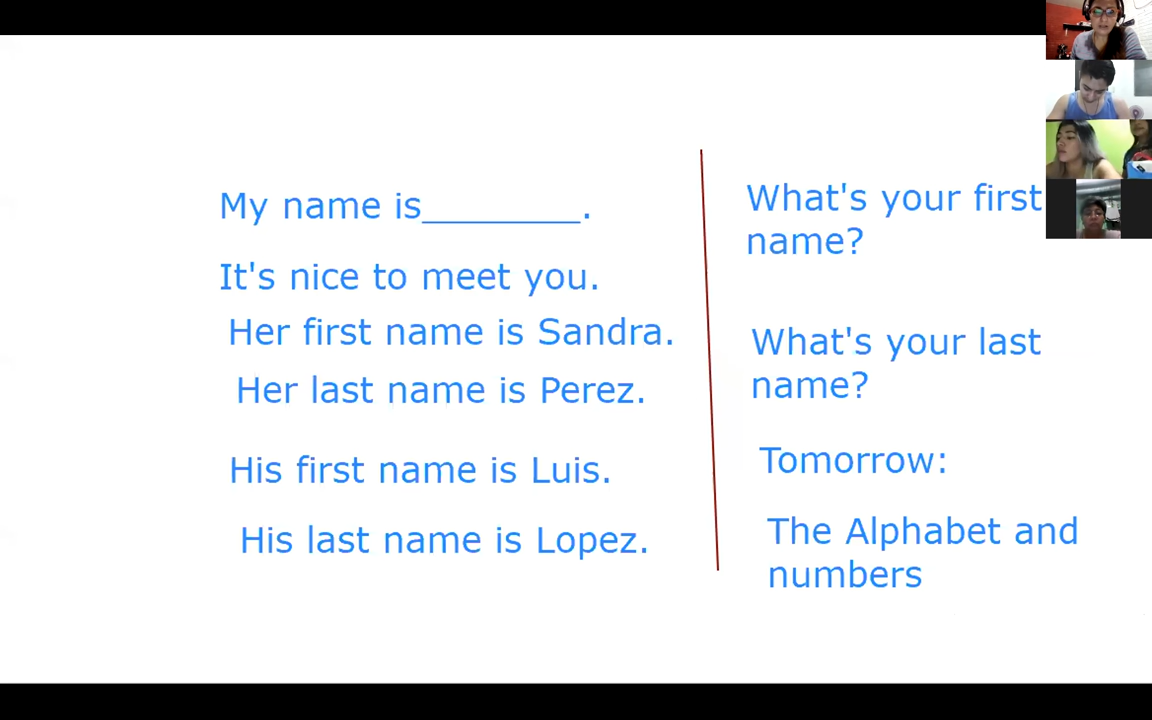 My name is________.
It's nice to meet you.
Her first name is Sandra.
Her last name is Perez.
His first name is Luis.
His last name is Lopez.
What's your first
name?
What's your last
name?
Tomorrow:
The Alphabet and
numbers